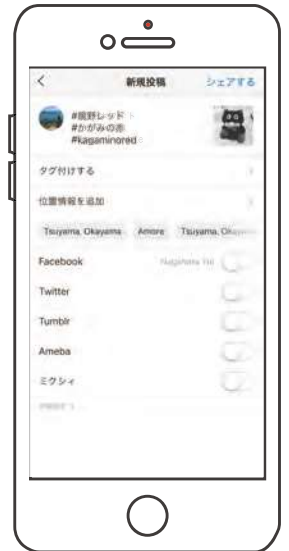 新規投稿 シェアする
#鏡野レッド
#かがみの赤
#kagaminored
タグ付けする
位置情報を追加
Tsuyama, Okayama Amore Tsuyama,
Facebook
Twitter
Tumblr
Ameba
ミクシィ